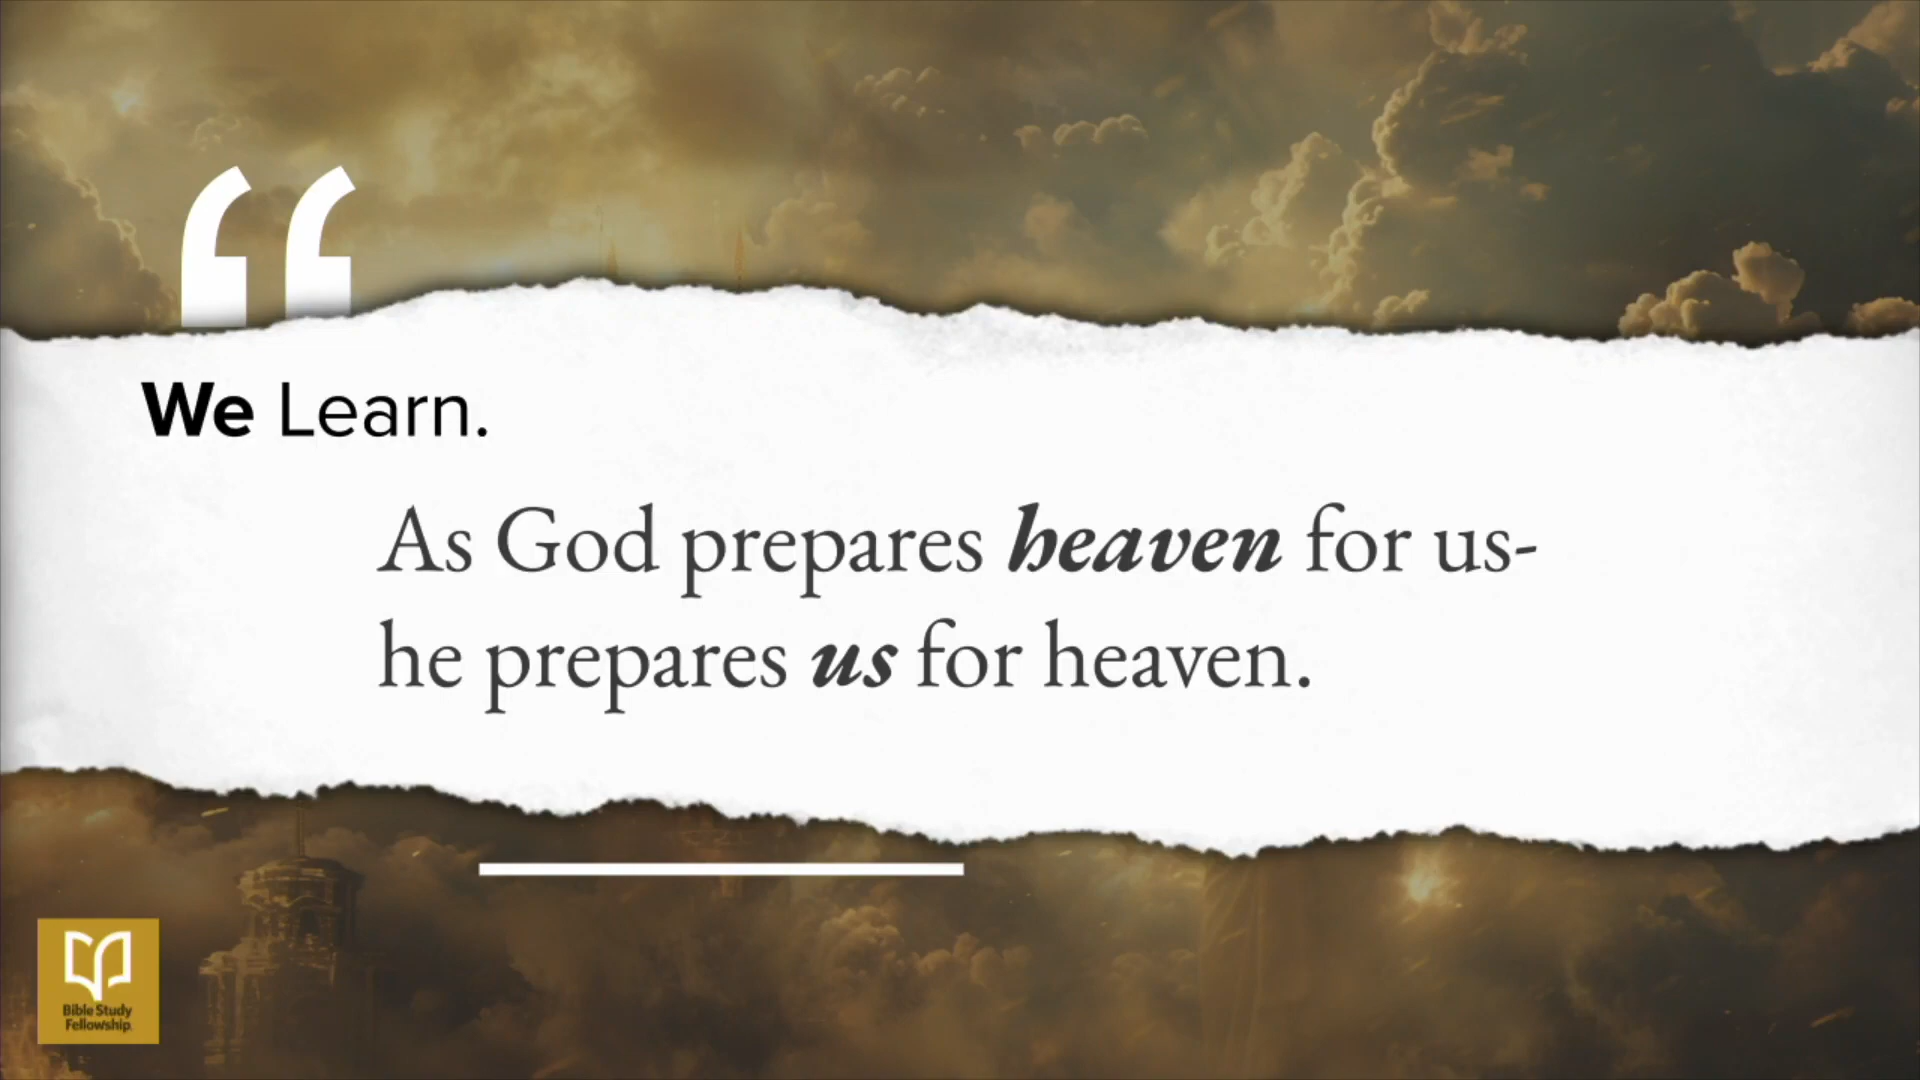 “
We Learn.
As God prepares heaven for us-
he prepares us for heaven.
Bible Study
Fellowship